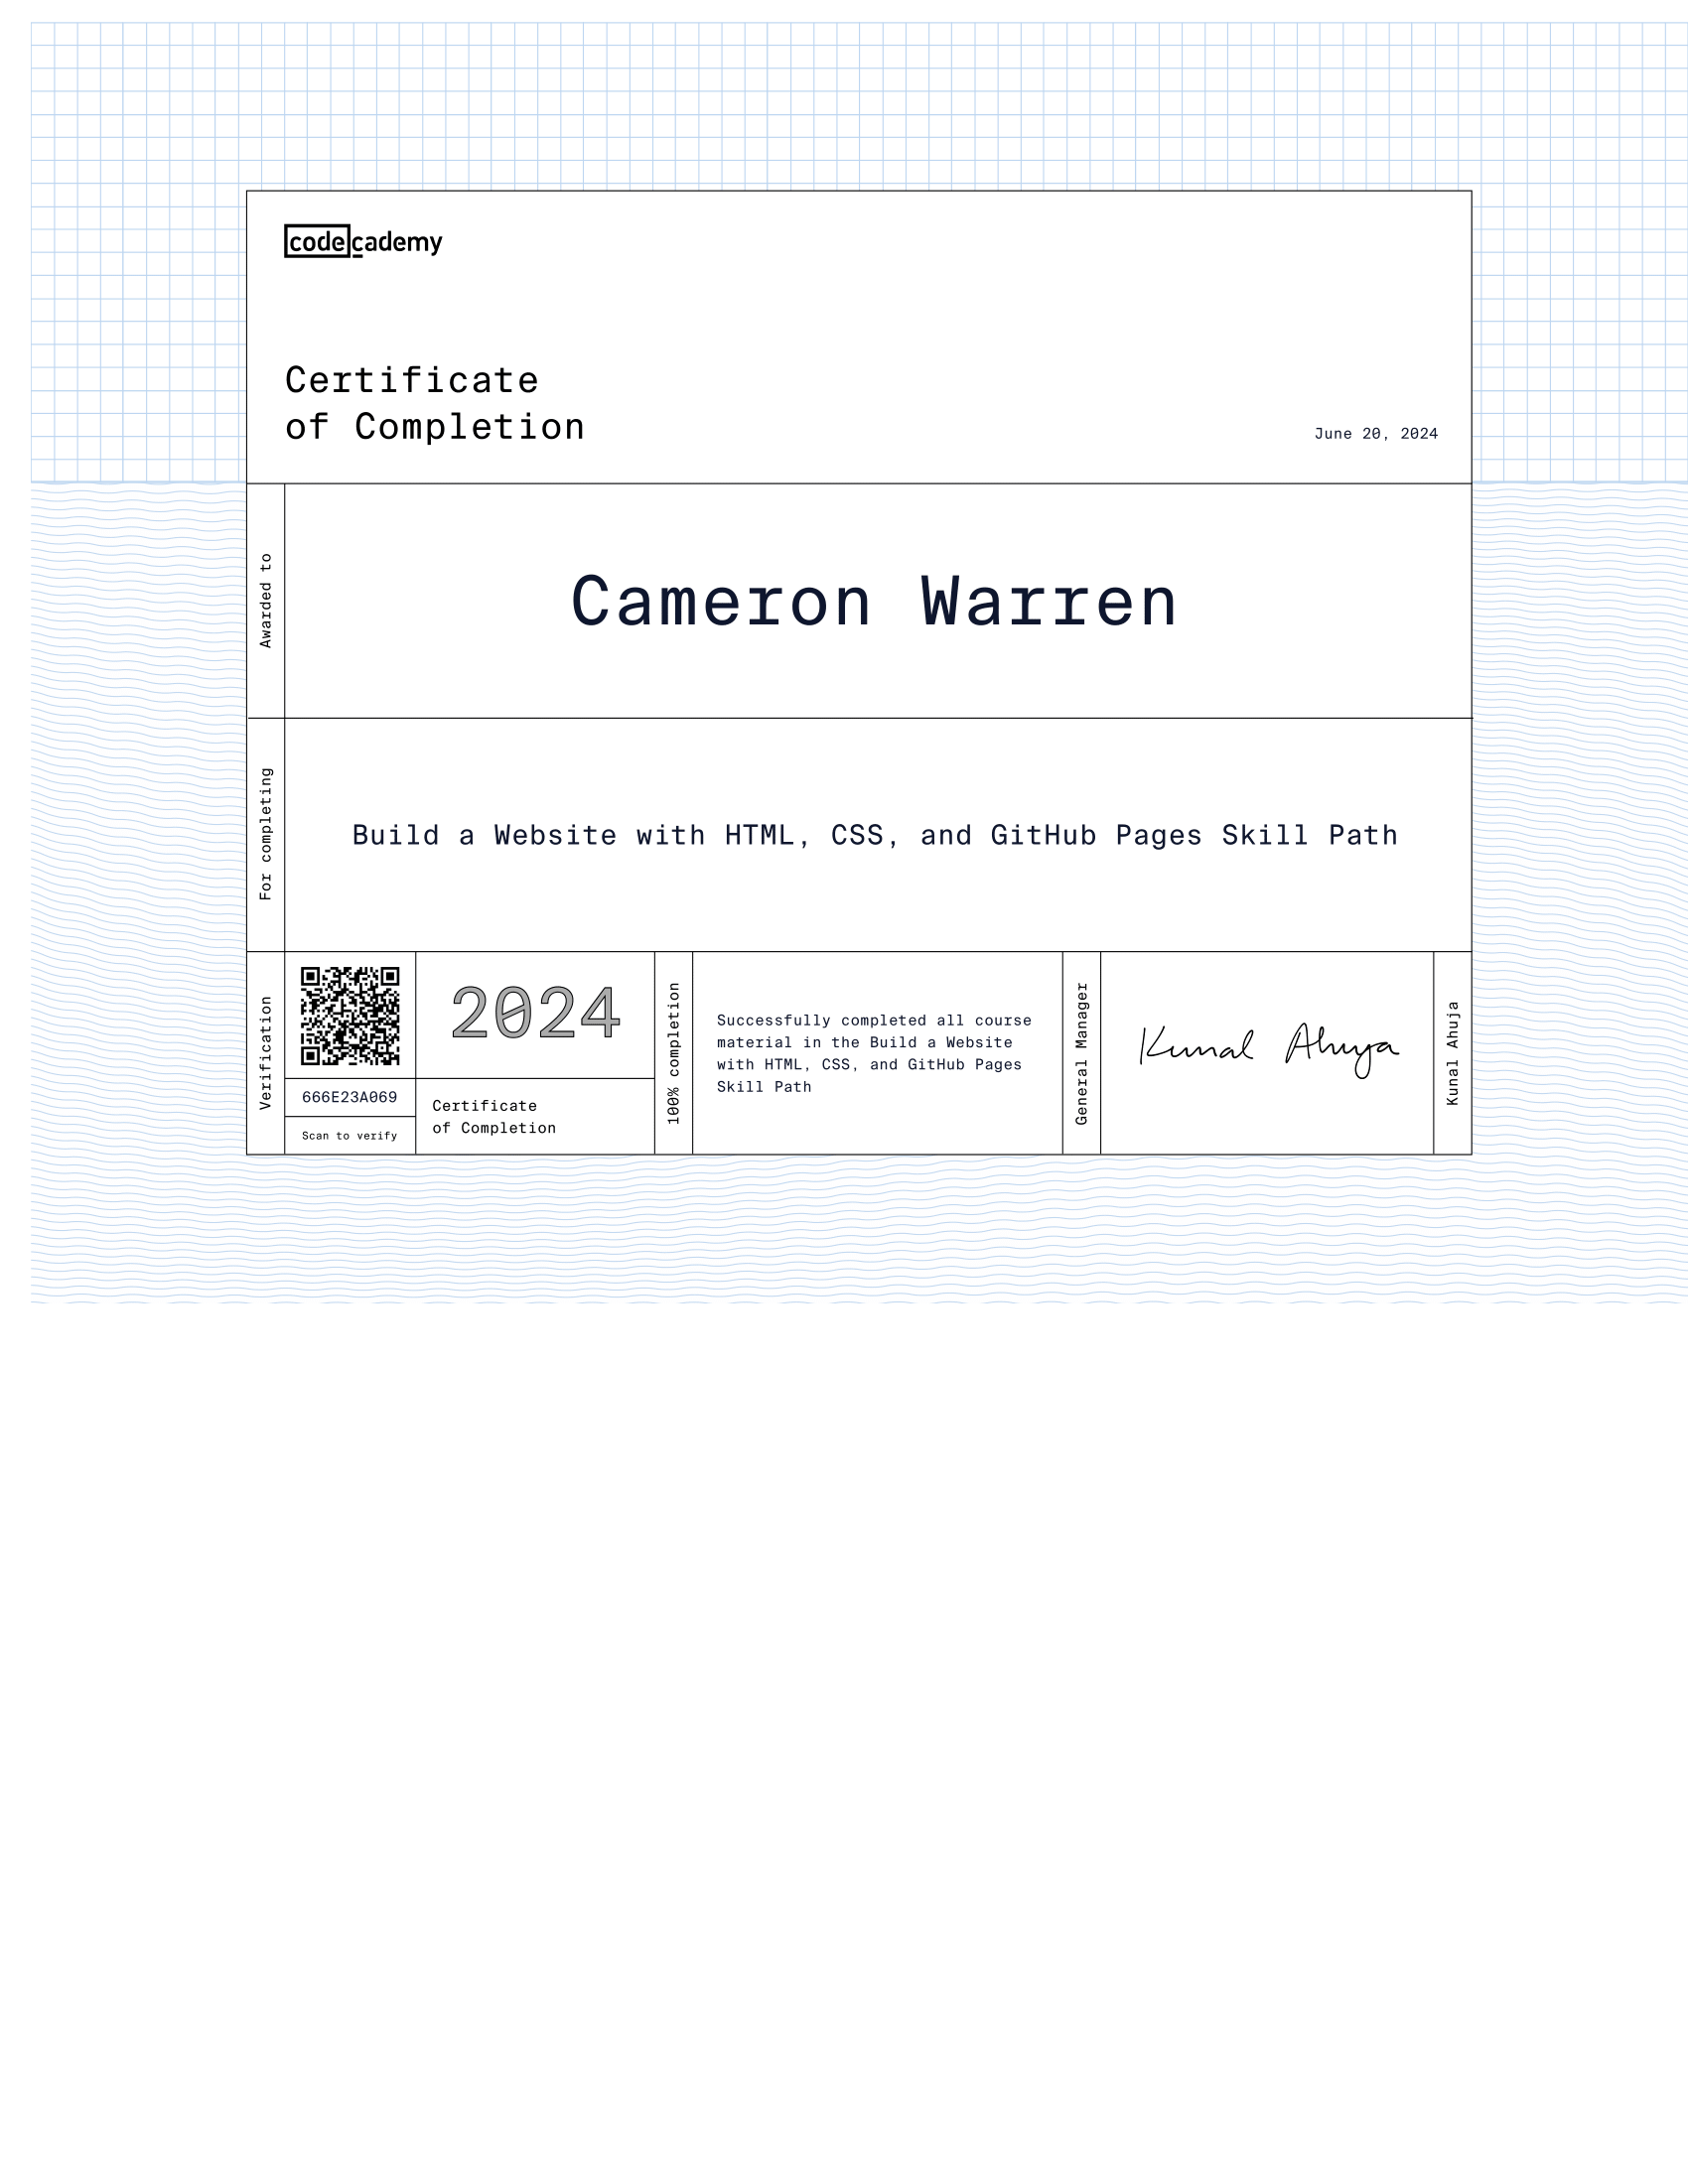 codecademy
Certificate
of Completion
June 20, 2024
Awarded to
Cameron Warren
For completing
Build a Website with HTML, CSS, and GitHub Pages Skill Path
Verification
666E23A069
Scan to verify
2024
Certificate
of Completion
100% completion
Successfully completed all course
material in the Build a Website
with HTML, CSS, and GitHub Pages
Skill Path
General Manager
Kunal Ahuja
Kunal Ahuja